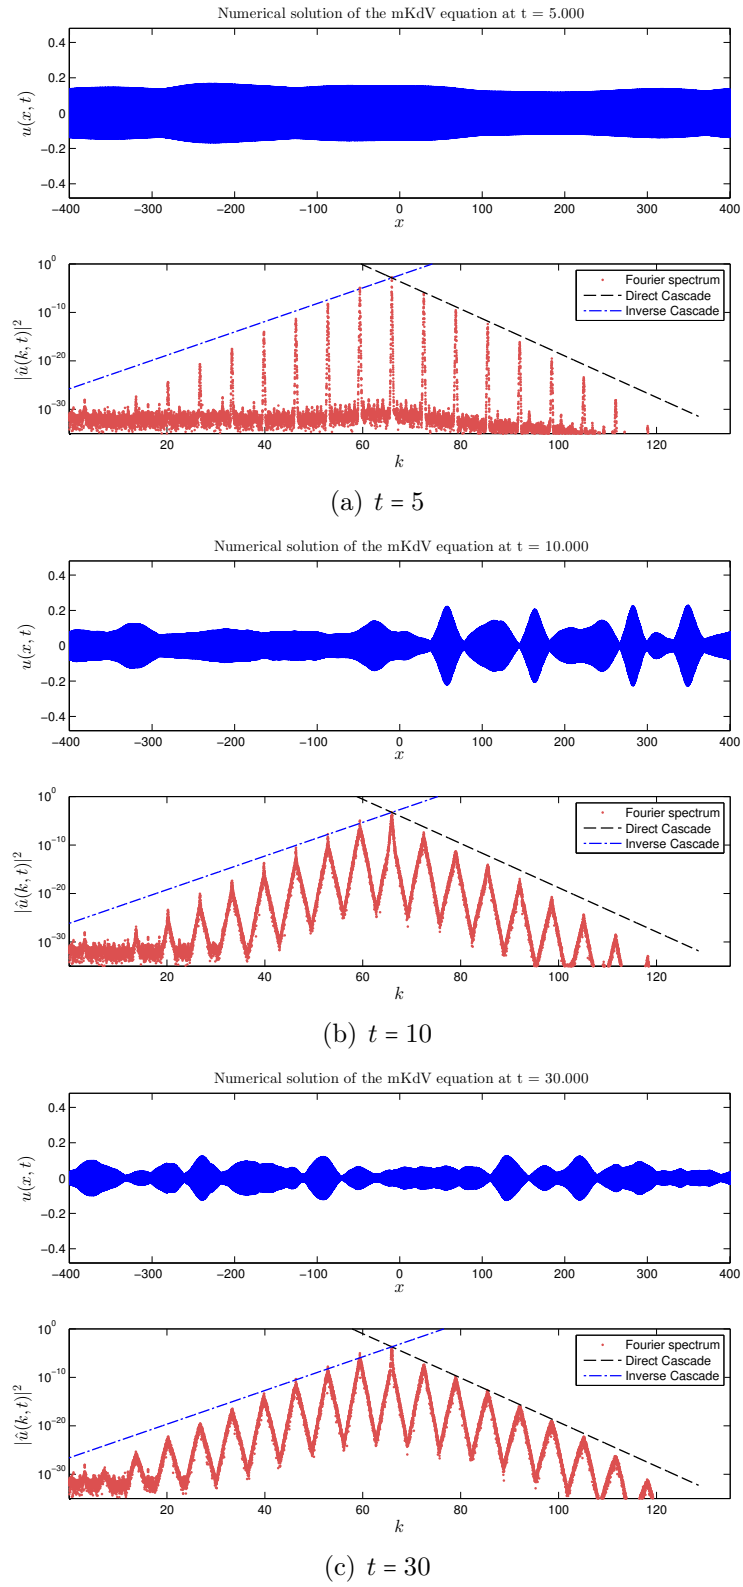 Numerical solution of the mKdV equation at t = 5.000
u(x, t)
0.4
0.2
0
−0.2
−0.4
−400 −300 −200 −100 0 100 200 300 400
x
|û(k, t)|²
10⁰
10⁻¹⁰
10⁻²⁰
10⁻³⁰
Fourier spectrum
Direct Cascade
Inverse Cascade
20 40 60 80 100 120
k
(a) t = 5
Numerical solution of the mKdV equation at t = 10.000
u(x, t)
0.4
0.2
0
−0.2
−0.4
−400 −300 −200 −100 0 100 200 300 400
x
|û(k, t)|²
10⁰
10⁻¹⁰
10⁻²⁰
10⁻³⁰
Fourier spectrum
Direct Cascade
Inverse Cascade
20 40 60 80 100 120
k
(b) t = 10
Numerical solution of the mKdV equation at t = 30.000
u(x, t)
0.4
0.2
0
−0.2
−0.4
−400 −300 −200 −100 0 100 200 300 400
x
|û(k, t)|²
10⁰
10⁻¹⁰
10⁻²⁰
10⁻³⁰
Fourier spectrum
Direct Cascade
Inverse Cascade
20 40 60 80 100 120
k
(c) t = 30